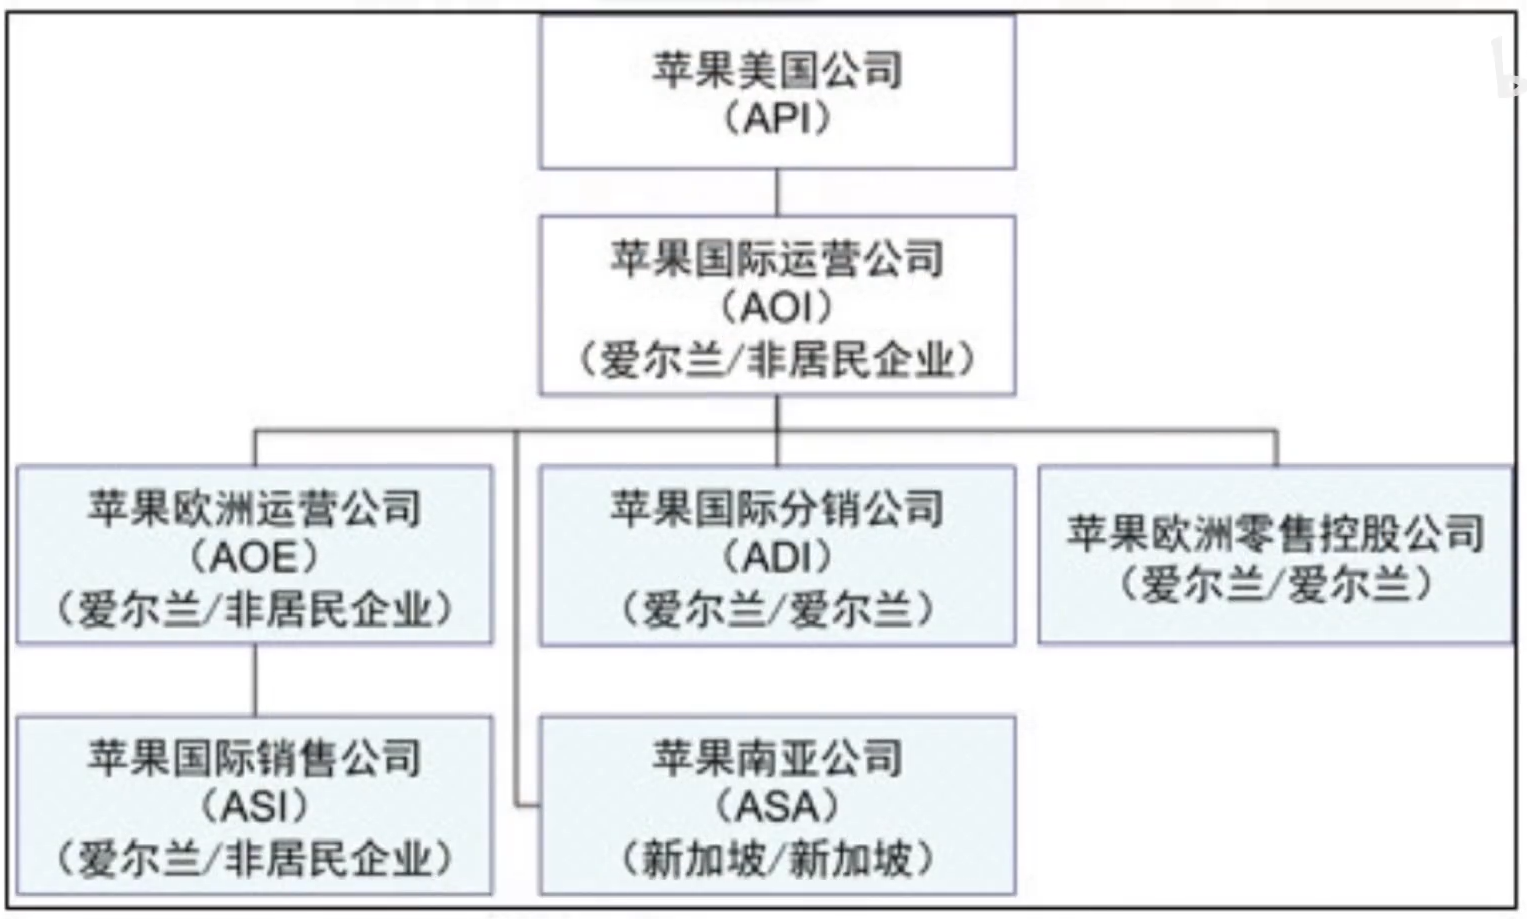 苹果美国公司
（API）
苹果国际运营公司
（AOI）
（爱尔兰/非居民企业）
苹果欧洲运营公司
（AOE）
（爱尔兰/非居民企业）
苹果国际分销公司
（ADI）
（爱尔兰/爱尔兰）
苹果欧洲零售控股公司
（爱尔兰/爱尔兰）
苹果国际销售公司
（ASI）
（爱尔兰/非居民企业）
苹果南亚公司
（ASA）
（新加坡/新加坡）